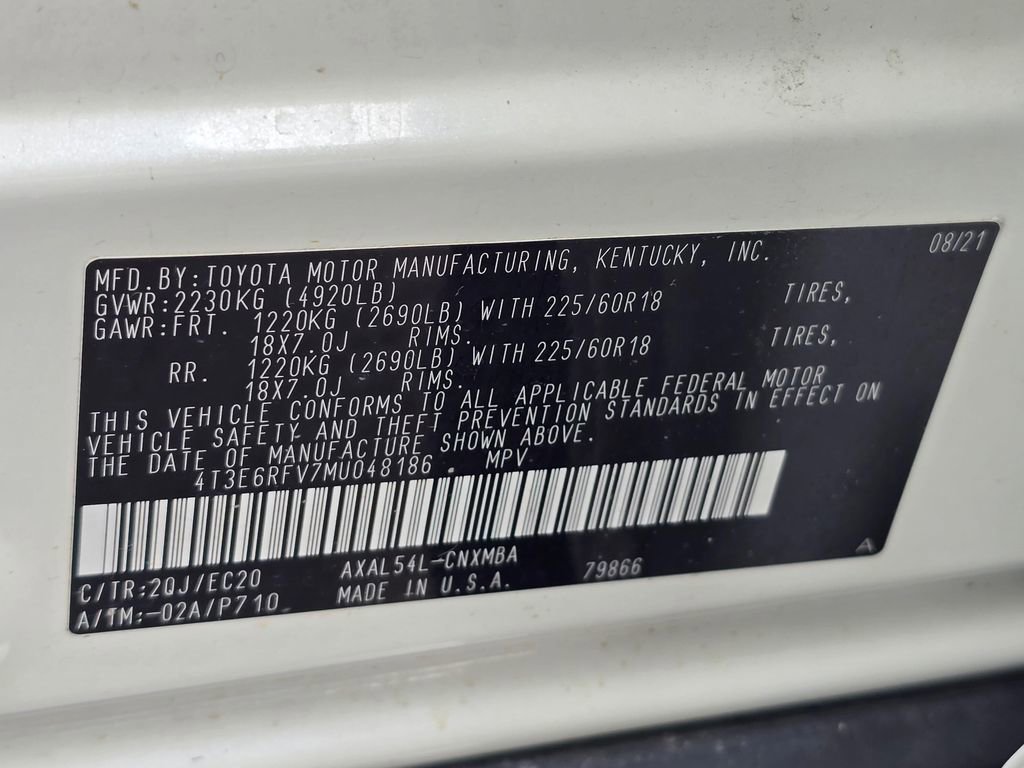 08/21
MFD.BY:TOYOTA MOTOR MANUFACTURING, KENTUCKY, INC.
GVWR:2230KG (4920LB)
GAWR:FRT. 1220KG (2690LB) WITH 225/60R18 TIRES,
18X7.0J RIMS.
RR. 1220KG (2690LB) WITH 225/60R18 TIRES,
18X7.0J RIMS.
THIS VEHICLE CONFORMS TO ALL APPLICABLE FEDERAL MOTOR
VEHICLE SAFETY AND THEFT PREVENTION STANDARDS IN EFFECT ON
THE DATE OF MANUFACTURE SHOWN ABOVE.
4T3E6RFV7MU048186 . MPV
C/TR:2QJ/EC20 AXAL54L-CNXMBA 79866 A
A/TM:-02A/P710 MADE IN U.S.A.